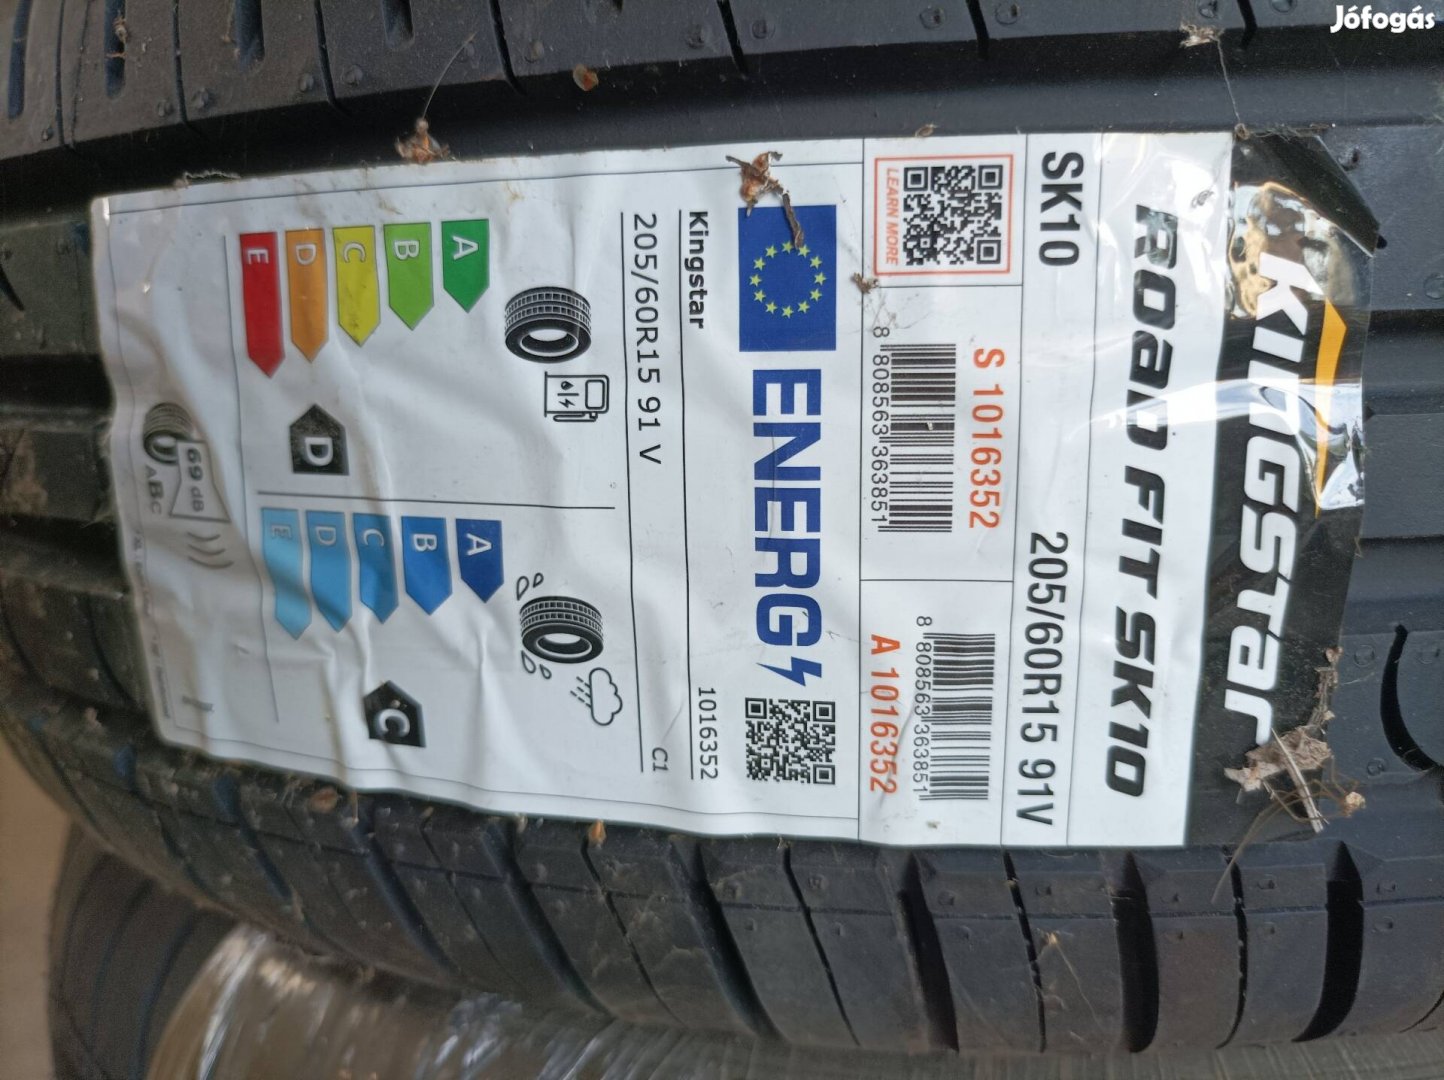 Jófogás
KINGSTAR
ROAD FIT SK10
SK10
205/60R15 91V
LEARN MORE
S 1016352
8 808563 363851
A 1016352
8 808563 363851
ENERG
Kingstar
1016352
205/60R15 91 V
C1
A
B
C
D
E
D
A
B
C
D
E
C
69 dB
ABC